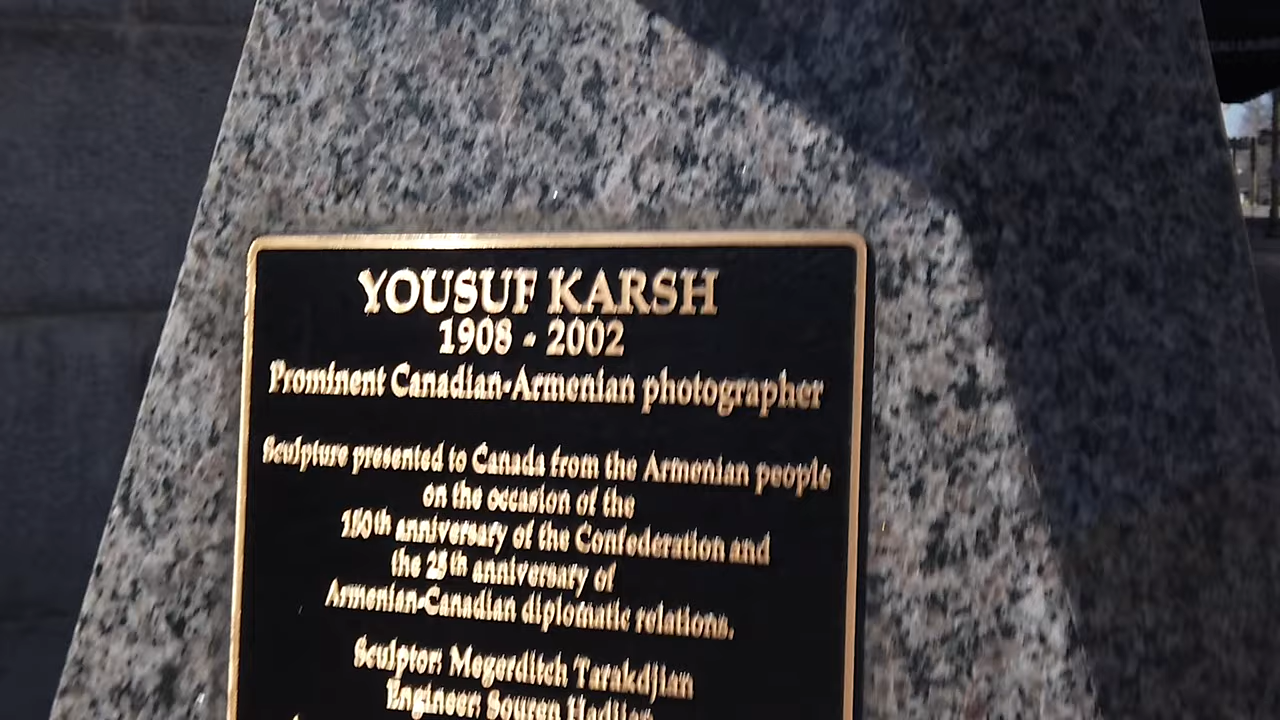 YOUSUF KARSH
1908 - 2002
Prominent Canadian-Armenian photographer
Sculpture presented to Canada from the Armenian people
on the occasion of the
150th anniversary of the Confederation and
the 25th anniversary of
Armenian-Canadian diplomatic relations.
Sculptor: Megerditch Tarakdjian
Engineer: Souren